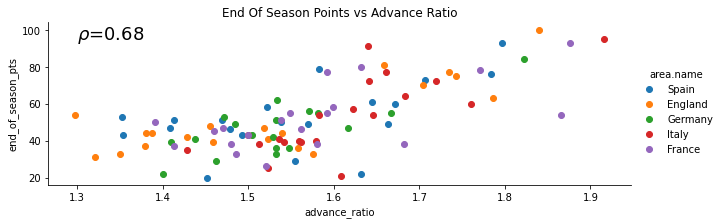 End Of Season Points vs Advance Ratio
ρ=0.68
end_of_season_pts
100
80
60
40
20
1.3 1.4 1.5 1.6 1.7 1.8 1.9
advance_ratio
area.name
Spain
England
Germany
Italy
France